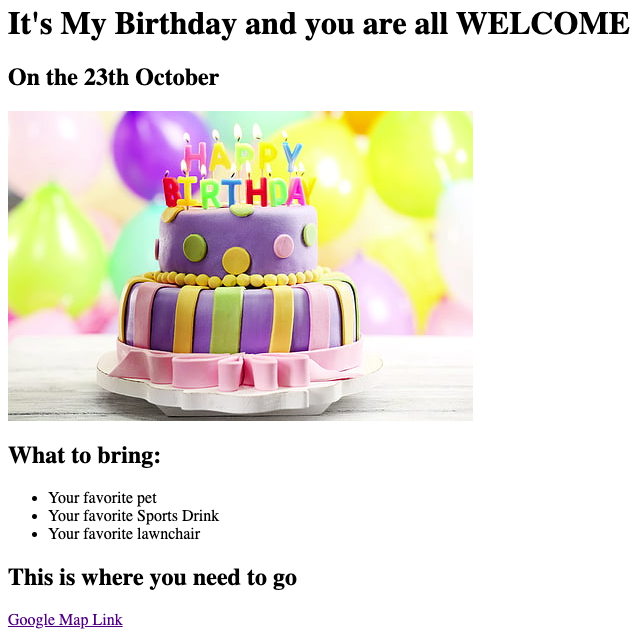 It's My Birthday and you are all WELCOME
On the 23th October
HAPPY
BIRTHDAY
What to bring:
Your favorite pet
Your favorite Sports Drink
Your favorite lawnchair
This is where you need to go
Google Map Link